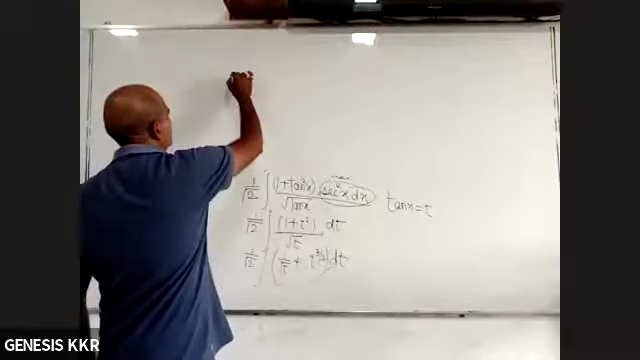 1/√2 ∫ (1+tan²x)/√tanx sec²x dx tanx=t
1/√2 ∫ (1+t²)/√t dt
1/√2 ∫ (1/√t + t^(3/2)) dt
GENESIS KKR